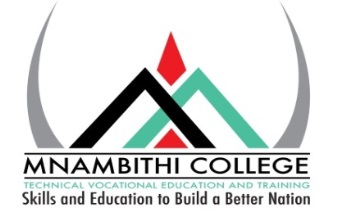 MNAMBITHI COLLEGE
TECHNICAL VOCATIONAL EDUCATION AND TRAINING
Skills and Education to Build a Better Nation